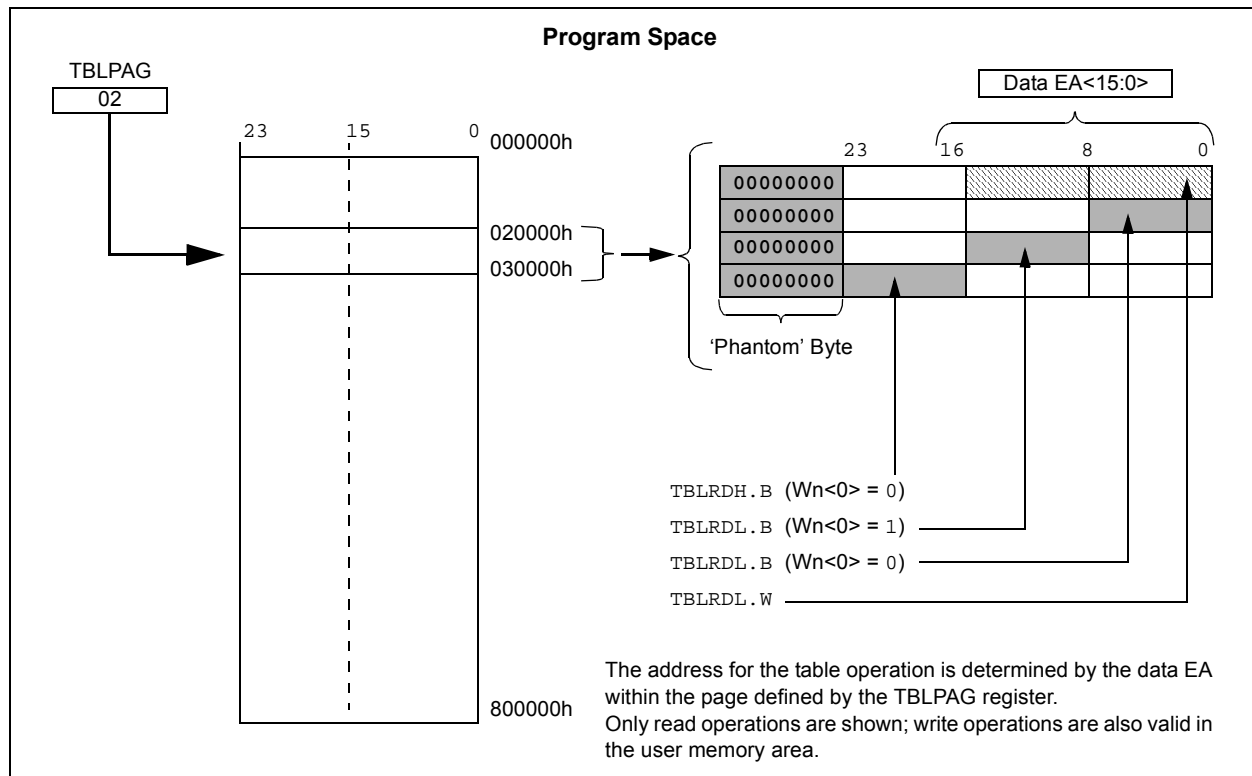 Program Space
TBLPAG
02
23 15 0
000000h
020000h
030000h
800000h
Data EA<15:0>
23 16 8 0
00000000
00000000
00000000
00000000
‘Phantom’ Byte
TBLRDH.B (Wn<0> = 0)
TBLRDL.B (Wn<0> = 1)
TBLRDL.B (Wn<0> = 0)
TBLRDL.W
The address for the table operation is determined by the data EA
within the page defined by the TBLPAG register.
Only read operations are shown; write operations are also valid in
the user memory area.